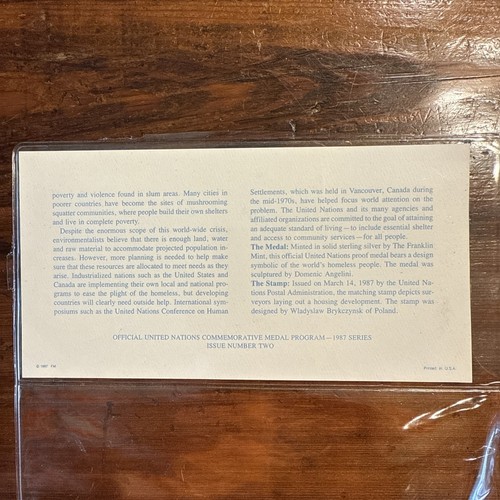 poverty and violence found in slum areas. Many cities in
poorer countries have become the sites of mushrooming
squatter communities, where people build their own shelters
and live in complete poverty.
Despite the enormous scope of this world-wide crisis,
environmentalists believe that there is enough land, water
and raw material to accommodate projected population in-
creases. However, more planning is needed to help make
sure that these resources are allocated to meet needs as they
arise. Industrialized nations such as the United States and
Canada are implementing their own local and national pro-
grams to ease the plight of the homeless, but developing
countries will clearly need outside help. International sym-
posiums such as the United Nations Conference on Human
Settlements, which was held in Vancouver, Canada during
the mid-1970s, have helped focus world attention on the
problem. The United Nations and its many agencies and
affiliated organizations are committed to the goal of attaining
an adequate standard of living—to include essential shelter
and access to community services—for all people.
The Medal: Minted in solid sterling silver by The Franklin
Mint, this official United Nations proof medal bears a design
symbolic of the world's homeless people. The medal was
sculptured by Domenic Angelini.
The Stamp: Issued on March 14, 1987 by the United Na-
tions Postal Administration, the matching stamp depicts sur-
veyors laying out a housing development. The stamp was
designed by Wladyslaw Brykczynsk of Poland.
OFFICIAL UNITED NATIONS COMMEMORATIVE MEDAL PROGRAM—1987 SERIES
ISSUE NUMBER TWO
© 1987 FM
Printed in U.S.A.